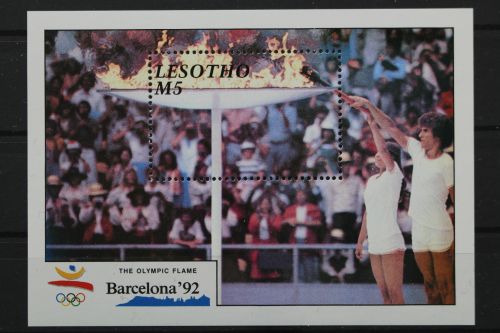 LESOTHO
M5
THE OLYMPIC FLAME
Barcelona'92